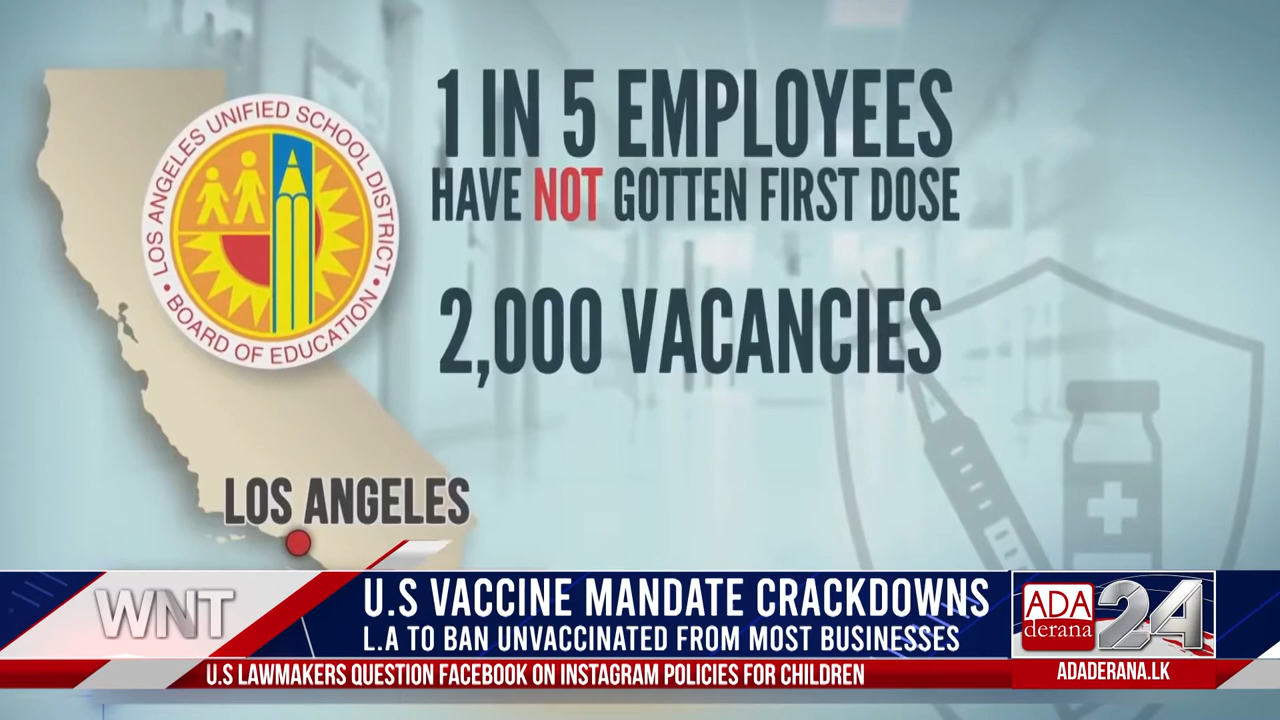 LOS ANGELES UNIFIED SCHOOL DISTRICT
• BOARD OF EDUCATION •
1 IN 5 EMPLOYEES
HAVE NOT GOTTEN FIRST DOSE
2,000 VACANCIES
LOS ANGELES
WNT
U.S VACCINE MANDATE CRACKDOWNS
L.A TO BAN UNVACCINATED FROM MOST BUSINESSES
ADA
derana
24
U.S LAWMAKERS QUESTION FACEBOOK ON INSTAGRAM POLICIES FOR CHILDREN
ADADERANA.LK